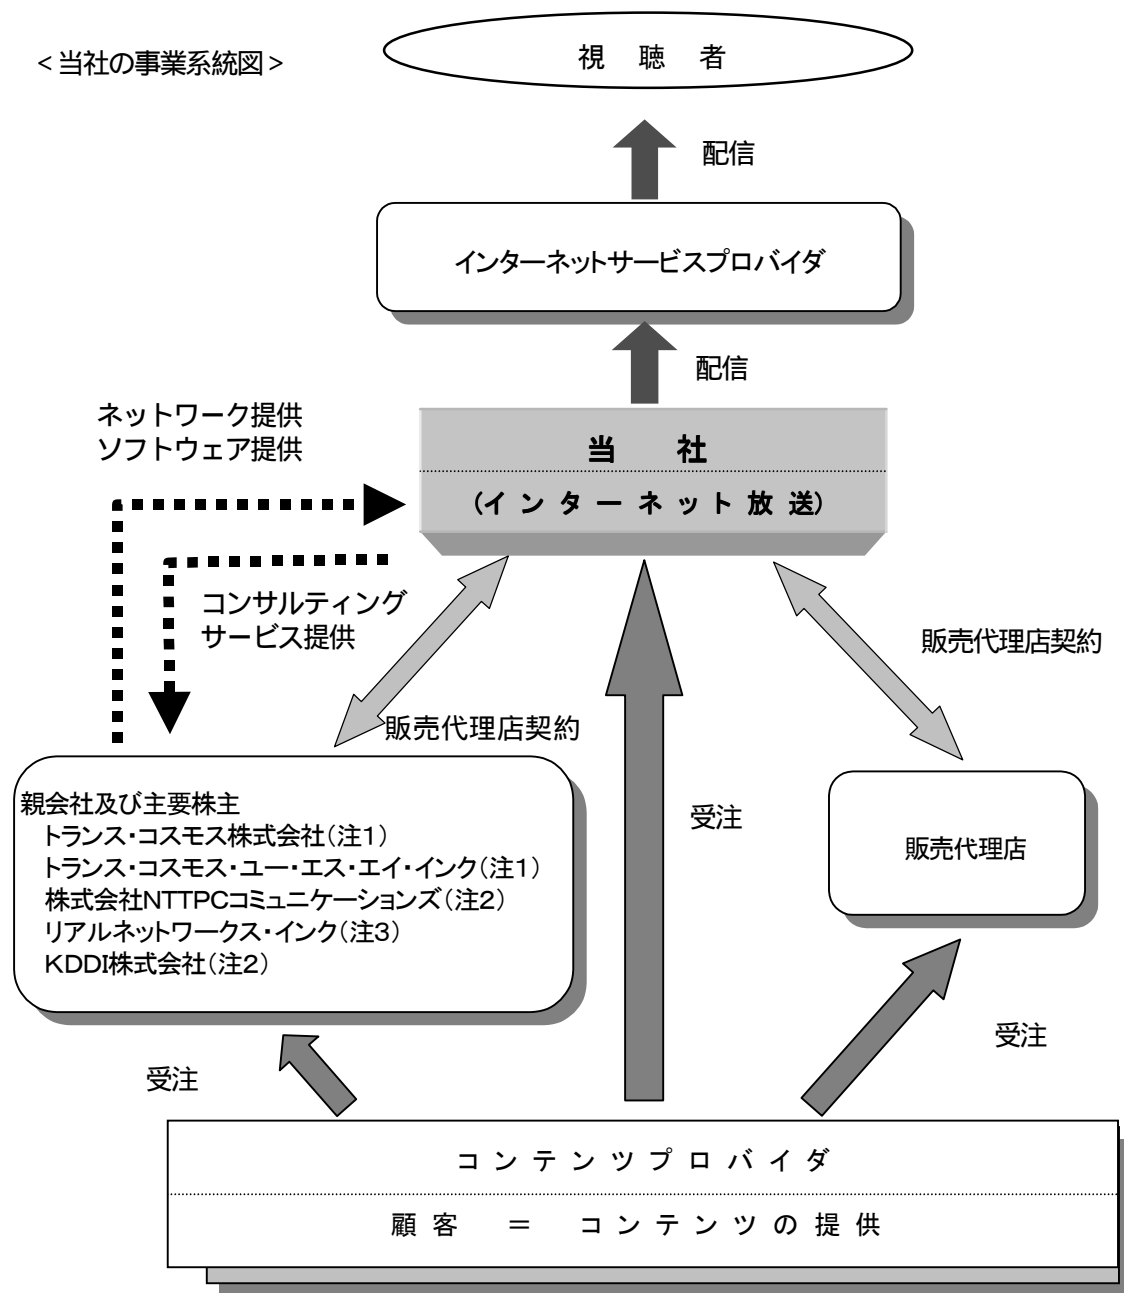 <当社の事業系統図>
視聴者
配信
インターネットサービスプロバイダ
配信
ネットワーク提供
ソフトウェア提供
当社
(インターネット放送)
コンサルティング
サービス提供
販売代理店契約
販売代理店契約
親会社及び主要株主
トランス・コスモス株式会社(注1)
トランス・コスモス・ユー・エス・エイ・インク(注1)
株式会社NTTPCコミュニケーションズ(注2)
リアルネットワークス・インク(注3)
KDDI株式会社(注2)
受注
販売代理店
受注
受注
コンテンツプロバイダ
顧客 = コンテンツの提供